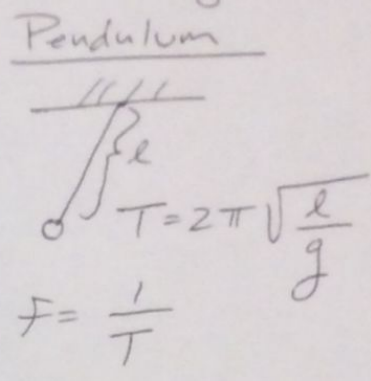 Pendulum
l
T = 2π√(l/g)
F = 1/T